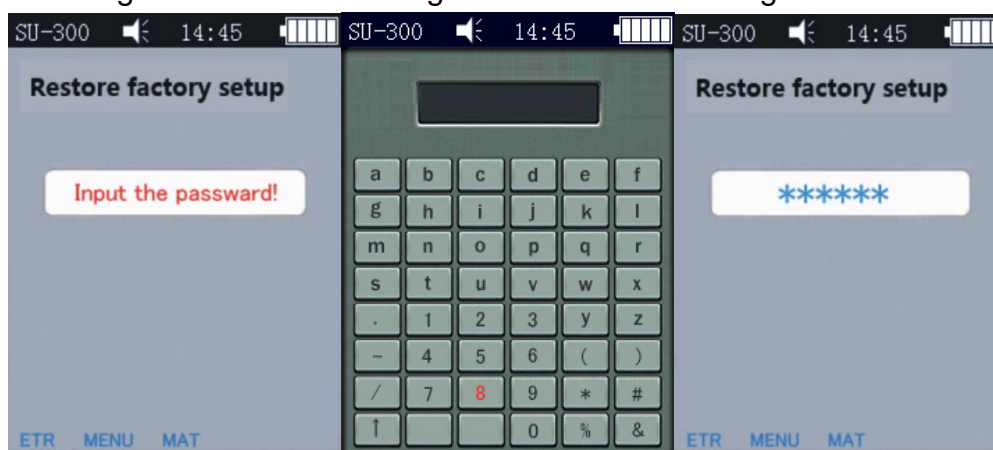 SU-300 14:45
Restore factory setup
Input the passward!
ETR MENU MAT
SU-300 14:45
a b c d e f
g h i j k l
m n o p q r
s t u v w x
. 1 2 3 y z
- 4 5 6 ( )
/ 7 8 9 * #
↑ 0 % &
SU-300 14:45
Restore factory setup
******
ETR MENU MAT